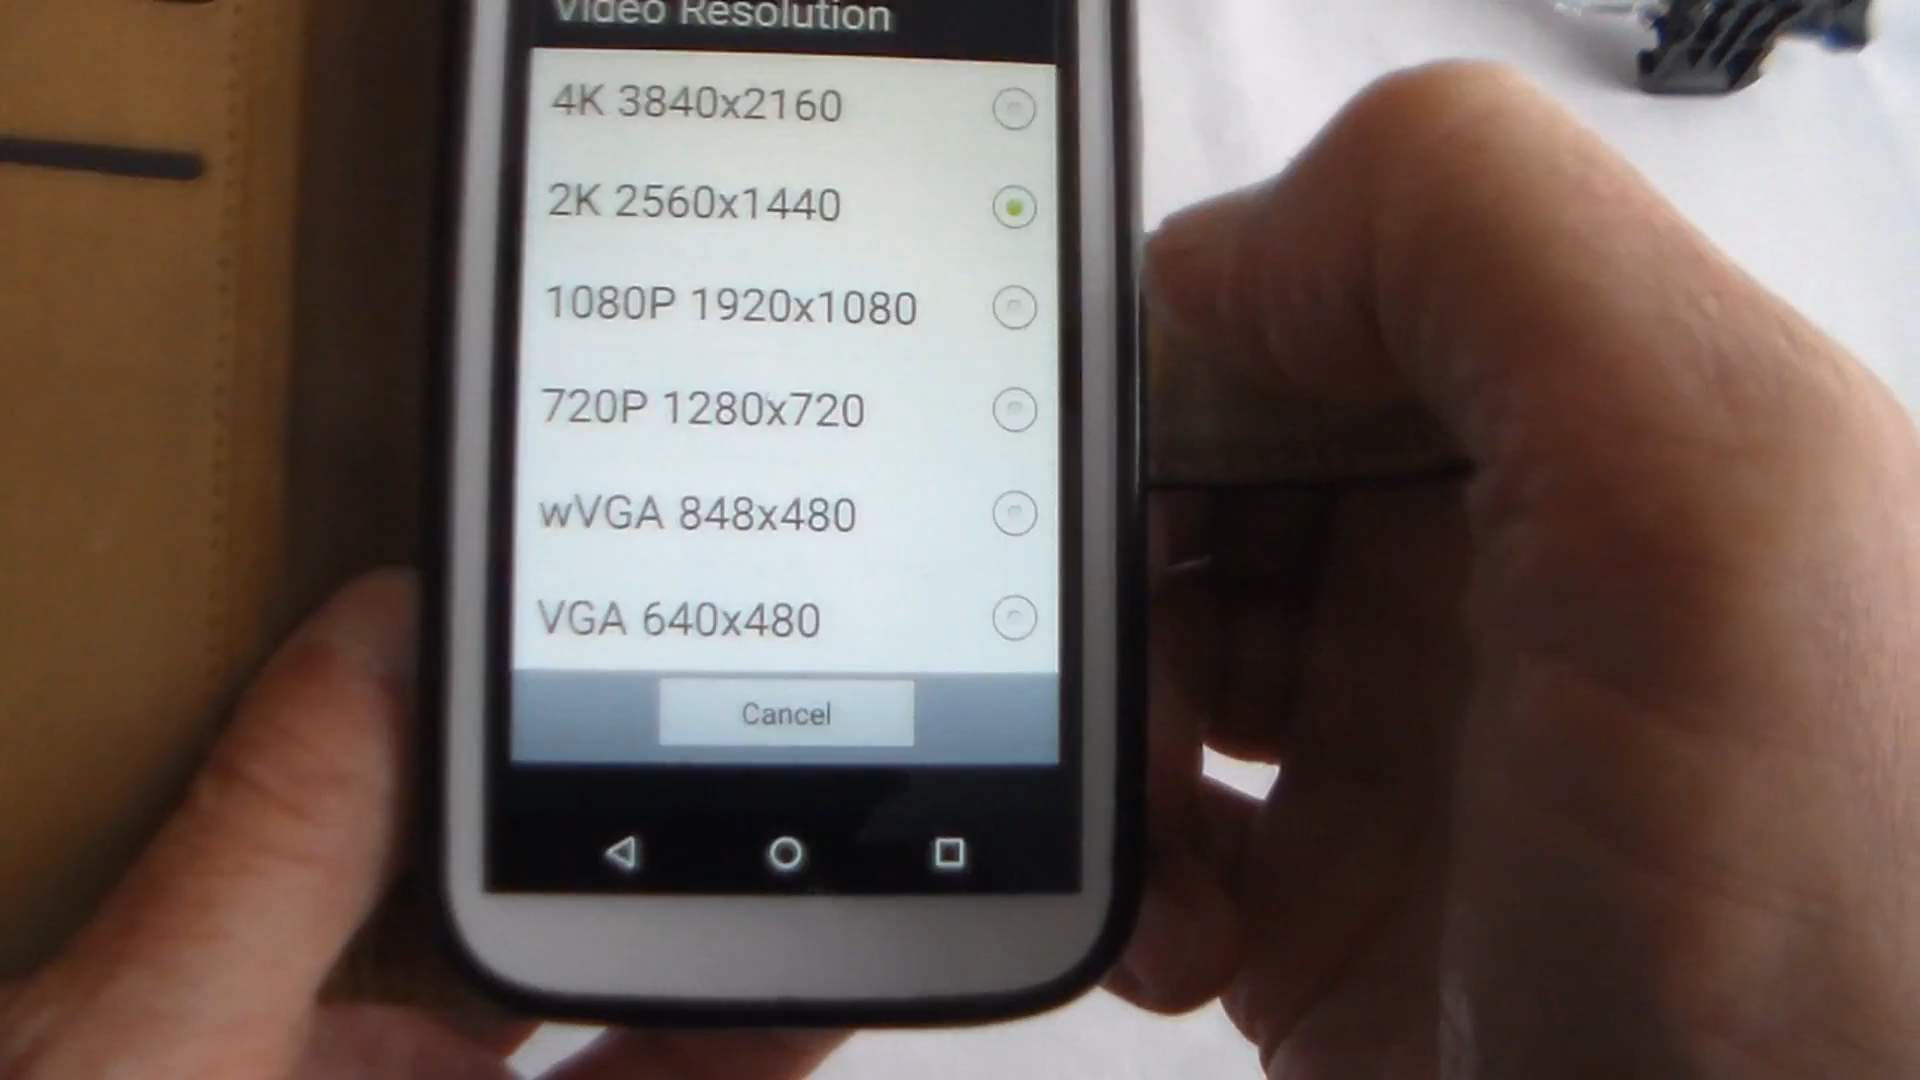 Video Resolution
4K 3840x2160
2K 2560x1440
1080P 1920x1080
720P 1280x720
wVGA 848x480
VGA 640x480
Cancel